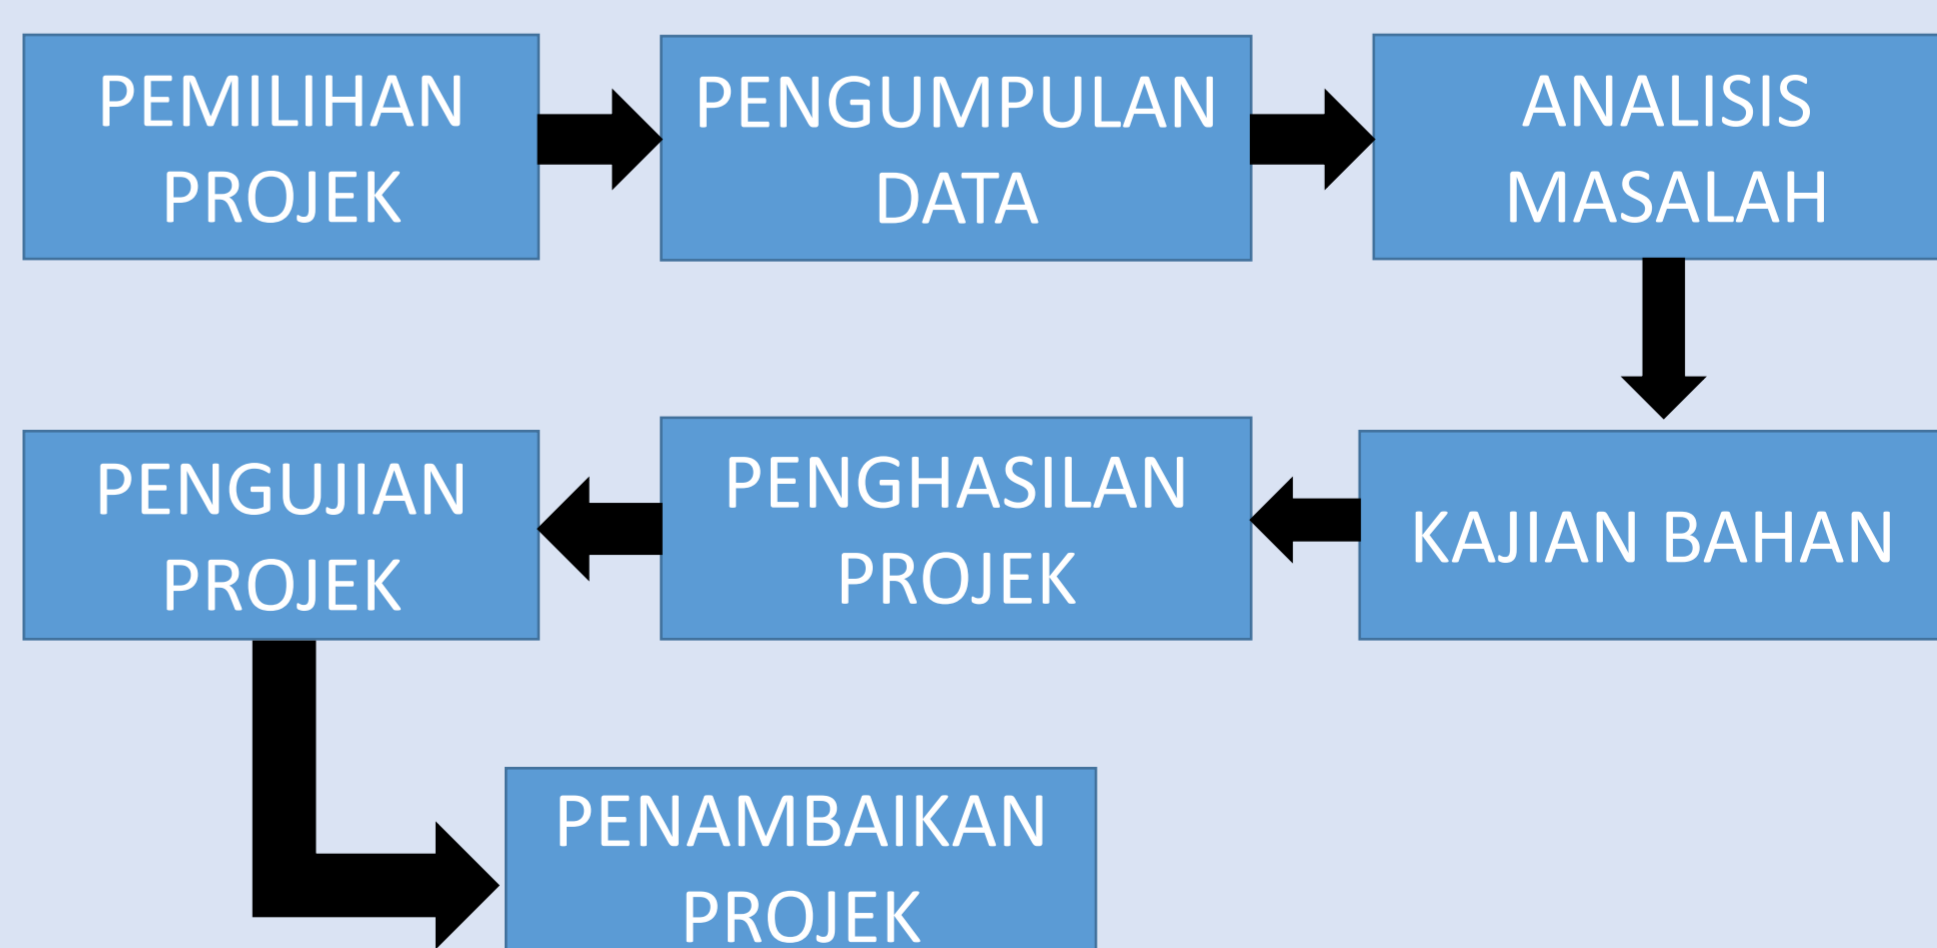 PEMILIHAN
PROJEK
PENGUMPULAN
DATA
ANALISIS
MASALAH
KAJIAN BAHAN
PENGHASILAN
PROJEK
PENGUJIAN
PROJEK
PENAMBAIKAN
PROJEK